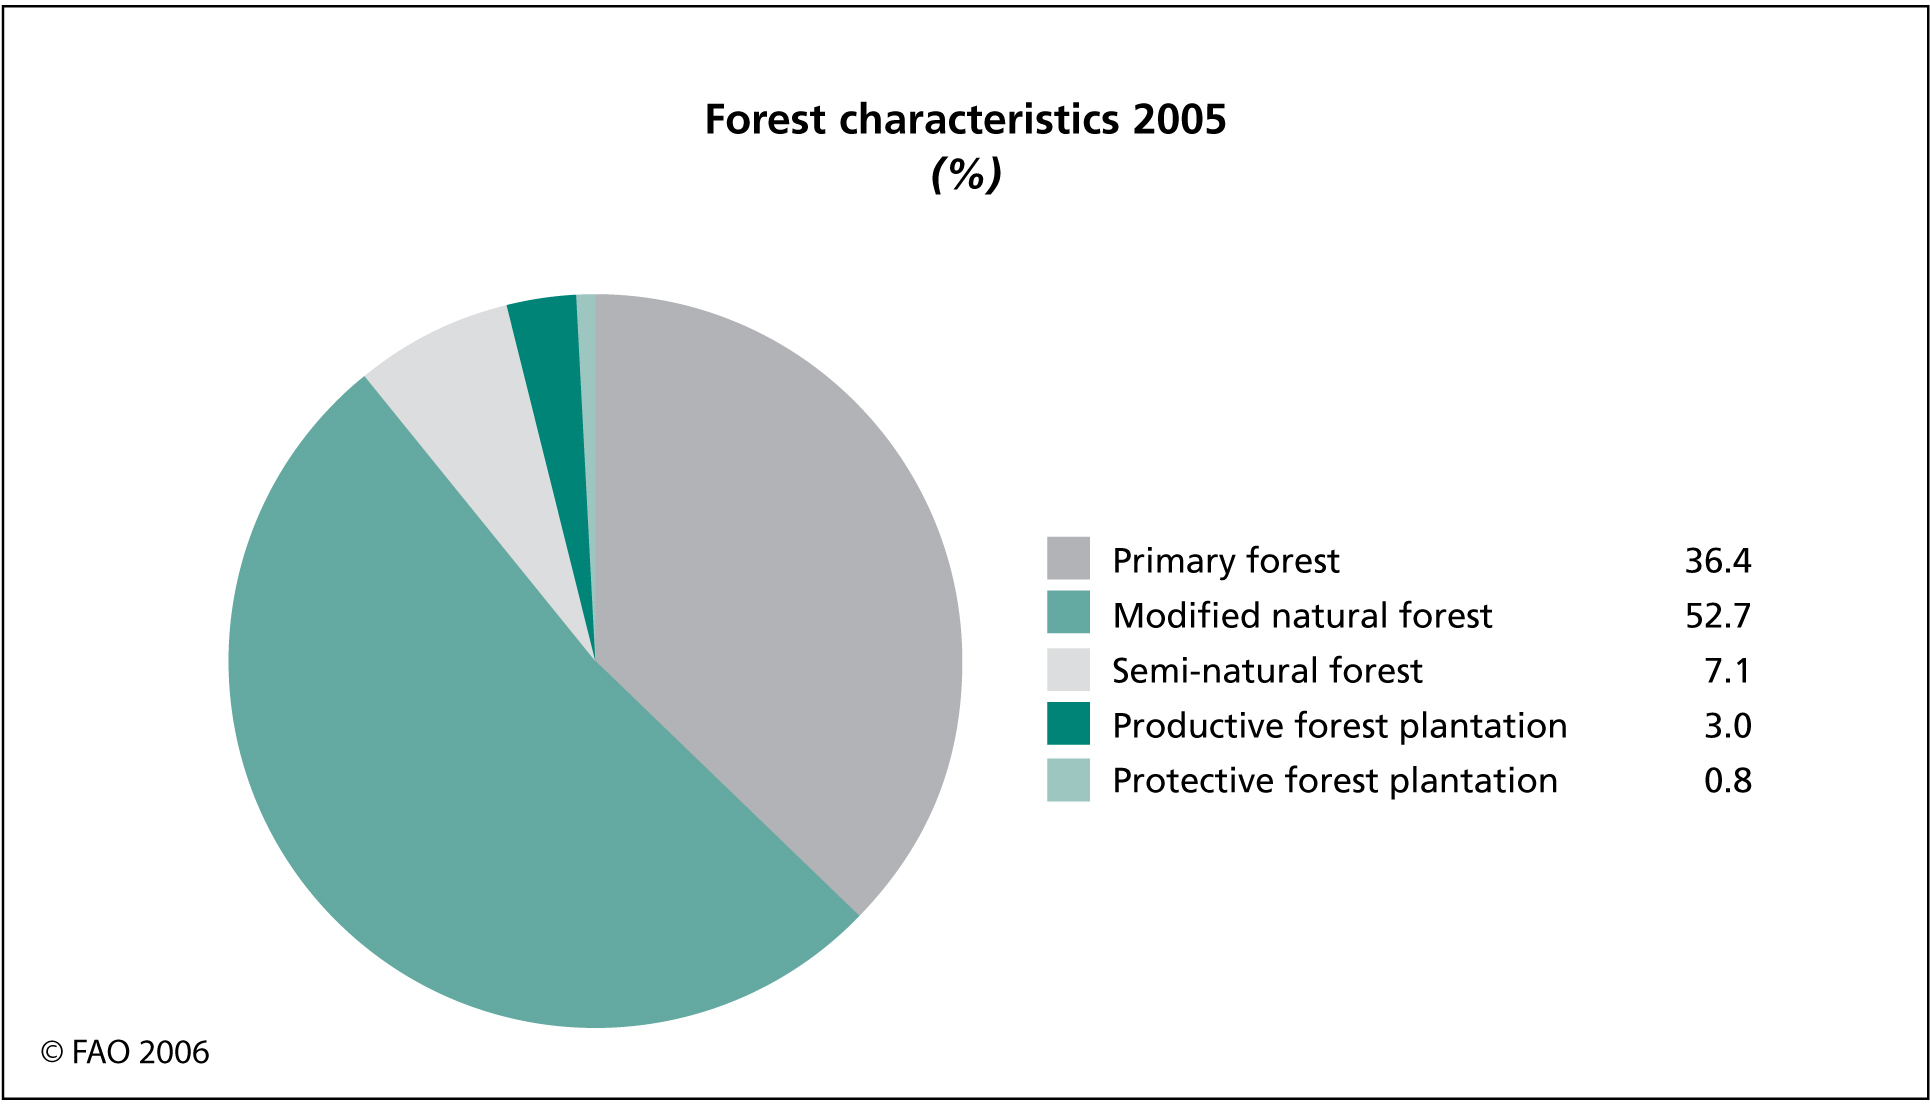 Forest characteristics 2005
(%)
Primary forest 36.4
Modified natural forest 52.7
Semi-natural forest 7.1
Productive forest plantation 3.0
Protective forest plantation 0.8
© FAO 2006